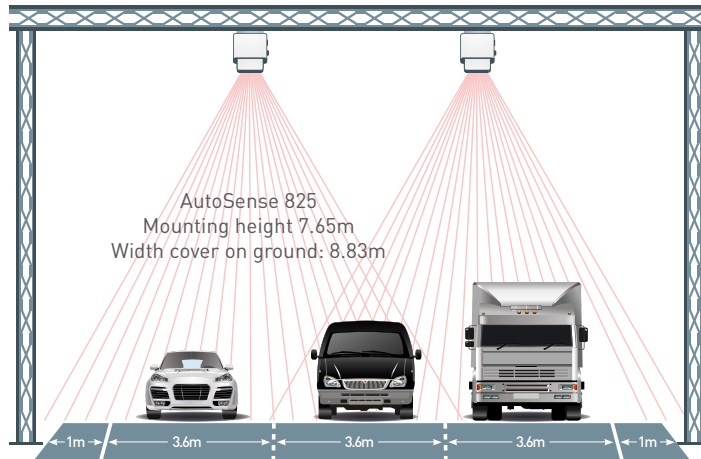 AutoSense 825
Mounting height 7.65m
Width cover on ground: 8.83m
1m 3.6m 3.6m 3.6m 1m